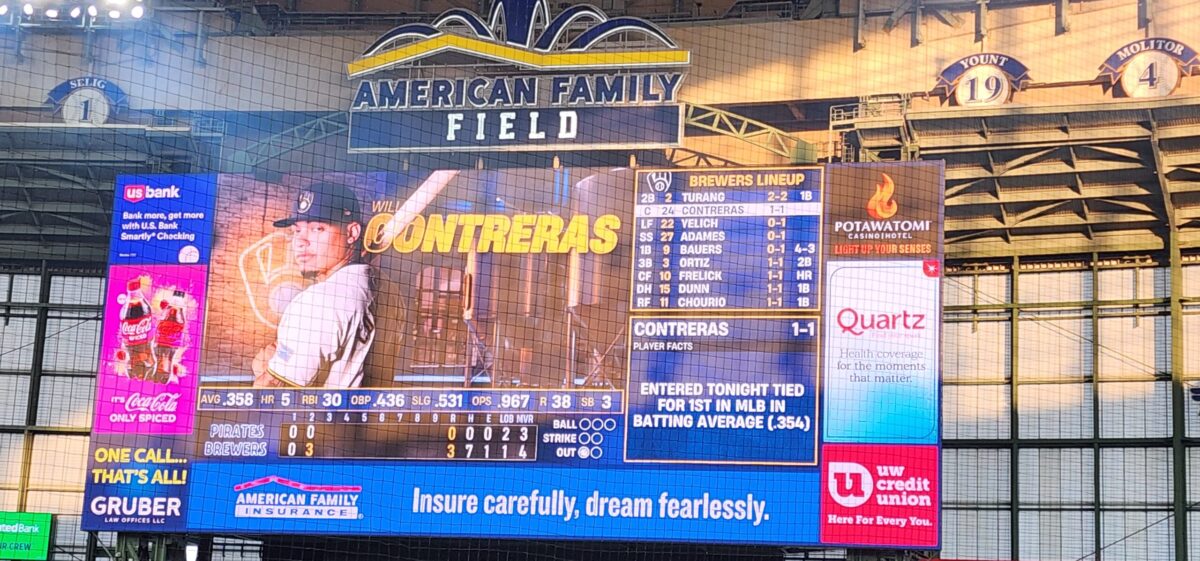 SELIG
1
AMERICAN FAMILY
FIELD
YOUNT
19
MOLITOR
4
us bank
Bank more, get more
with U.S. Bank
Smartly® Checking
Coca-Cola
SPICED
IT'S Coca-Cola
ONLY SPICED
ONE CALL...
THAT'S ALL!
GRUBER
LAW OFFICES LLC
WILL
CONTRERAS
AVG .358 HR 5 RBI 30 OBP .436 SLG .531 OPS .967 R 38 SB 3
1 2 3 4 5 6 7 8 9 R H E LOB MVR
PIRATES 0 0 0 0 0 2 3
BREWERS 0 3 3 7 1 1 4
BALL
STRIKE
OUT
BREWERS LINEUP
2B 2 TURANG 2-2 1B
C 24 CONTRERAS 1-1
LF 22 YELICH 0-1
SS 27 ADAMES 0-1
1B 9 BAUERS 0-1 4-3
3B 3 ORTIZ 1-1 2B
CF 10 FRELICK 1-1 HR
DH 15 DUNN 1-1 1B
RF 11 CHOURIO 1-1 1B
CONTRERAS 1-1
PLAYER FACTS
ENTERED TONIGHT TIED
FOR 1ST IN MLB IN
BATTING AVERAGE (.354)
POTAWATOMI
CASINO HOTEL
LIGHT UP YOUR SENSES
Quartz
Health coverage
for the moments
that matter.
uw
credit
union
Here For Every You.
AMERICAN FAMILY
INSURANCE
Insure carefully, dream fearlessly.